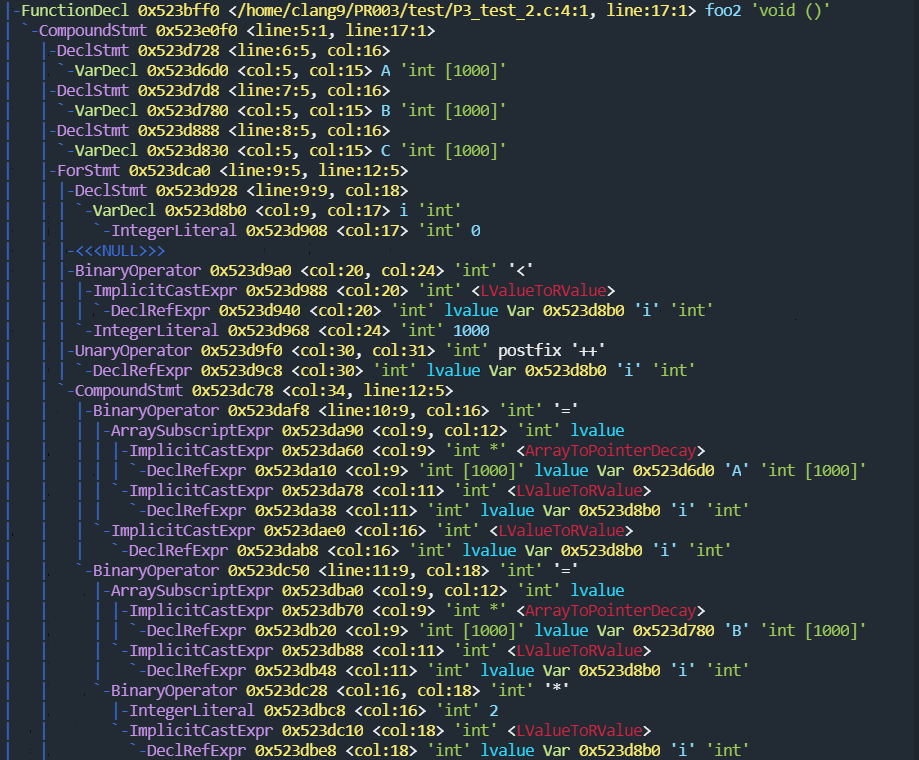 |-FunctionDecl 0x523bff0 </home/clang9/PR003/test/P3_test_2.c:4:1, line:17:1> foo2 'void ()'
| `-CompoundStmt 0x523e0f0 <line:5:1, line:17:1>
|   |-DeclStmt 0x523d728 <line:6:5, col:16>
|   | `-VarDecl 0x523d6d0 <col:5, col:15> A 'int [1000]'
|   |-DeclStmt 0x523d7d8 <line:7:5, col:16>
|   | `-VarDecl 0x523d780 <col:5, col:15> B 'int [1000]'
|   |-DeclStmt 0x523d888 <line:8:5, col:16>
|   | `-VarDecl 0x523d830 <col:5, col:15> C 'int [1000]'
|   |-ForStmt 0x523dca0 <line:9:5, line:12:5>
|   | |-DeclStmt 0x523d928 <line:9:9, col:18>
|   | | `-VarDecl 0x523d8b0 <col:9, col:17> i 'int'
|   | |   `-IntegerLiteral 0x523d908 <col:17> 'int' 0
|   | |-<<<NULL>>>
|   | |-BinaryOperator 0x523d9a0 <col:20, col:24> 'int' '<'
|   | | |-ImplicitCastExpr 0x523d988 <col:20> 'int' <LValueToRValue>
|   | | | `-DeclRefExpr 0x523d940 <col:20> 'int' lvalue Var 0x523d8b0 'i' 'int'
|   | | `-IntegerLiteral 0x523d968 <col:24> 'int' 1000
|   | |-UnaryOperator 0x523d9f0 <col:30, col:31> 'int' postfix '++'
|   | | `-DeclRefExpr 0x523d9c8 <col:30> 'int' lvalue Var 0x523d8b0 'i' 'int'
|   | `-CompoundStmt 0x523dc78 <col:34, line:12:5>
|   |   |-BinaryOperator 0x523daf8 <line:10:9, col:16> 'int' '='
|   |   | |-ArraySubscriptExpr 0x523da90 <col:9, col:12> 'int' lvalue
|   |   | | |-ImplicitCastExpr 0x523da60 <col:9> 'int *' <ArrayToPointerDecay>
|   |   | | | `-DeclRefExpr 0x523da10 <col:9> 'int [1000]' lvalue Var 0x523d6d0 'A' 'int [1000]'
|   |   | | `-ImplicitCastExpr 0x523da78 <col:11> 'int' <LValueToRValue>
|   |   | |   `-DeclRefExpr 0x523da38 <col:11> 'int' lvalue Var 0x523d8b0 'i' 'int'
|   |   | `-ImplicitCastExpr 0x523dae0 <col:16> 'int' <LValueToRValue>
|   |   |   `-DeclRefExpr 0x523dab8 <col:16> 'int' lvalue Var 0x523d8b0 'i' 'int'
|   |   `-BinaryOperator 0x523dc50 <line:11:9, col:18> 'int' '='
|   |     |-ArraySubscriptExpr 0x523dba0 <col:9, col:12> 'int' lvalue
|   |     | |-ImplicitCastExpr 0x523db70 <col:9> 'int *' <ArrayToPointerDecay>
|   |     | | `-DeclRefExpr 0x523db20 <col:9> 'int [1000]' lvalue Var 0x523d780 'B' 'int [1000]'
|   |     | `-ImplicitCastExpr 0x523db88 <col:11> 'int' <LValueToRValue>
|   |     |   `-DeclRefExpr 0x523db48 <col:11> 'int' lvalue Var 0x523d8b0 'i' 'int'
|   |     `-BinaryOperator 0x523dc28 <col:16, col:18> 'int' '*'
|   |       |-IntegerLiteral 0x523dbc8 <col:16> 'int' 2
|   |       `-ImplicitCastExpr 0x523dc10 <col:18> 'int' <LValueToRValue>
|   |         `-DeclRefExpr 0x523dbe8 <col:18> 'int' lvalue Var 0x523d8b0 'i' 'int'